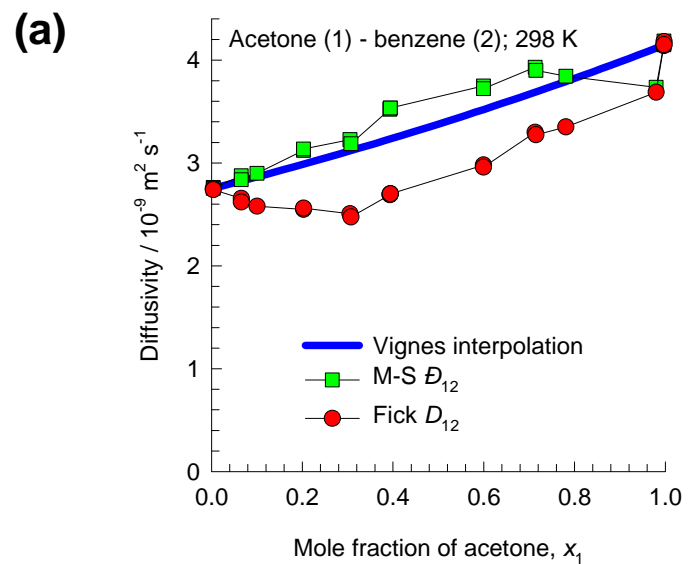 (a)
Acetone (1) - benzene (2); 298 K
Diffusivity / 10⁻⁹ m² s⁻¹
4
3
2
1
0
Vignes interpolation
M-S Đ₁₂
Fick D₁₂
0.0 0.2 0.4 0.6 0.8 1.0
Mole fraction of acetone, x₁